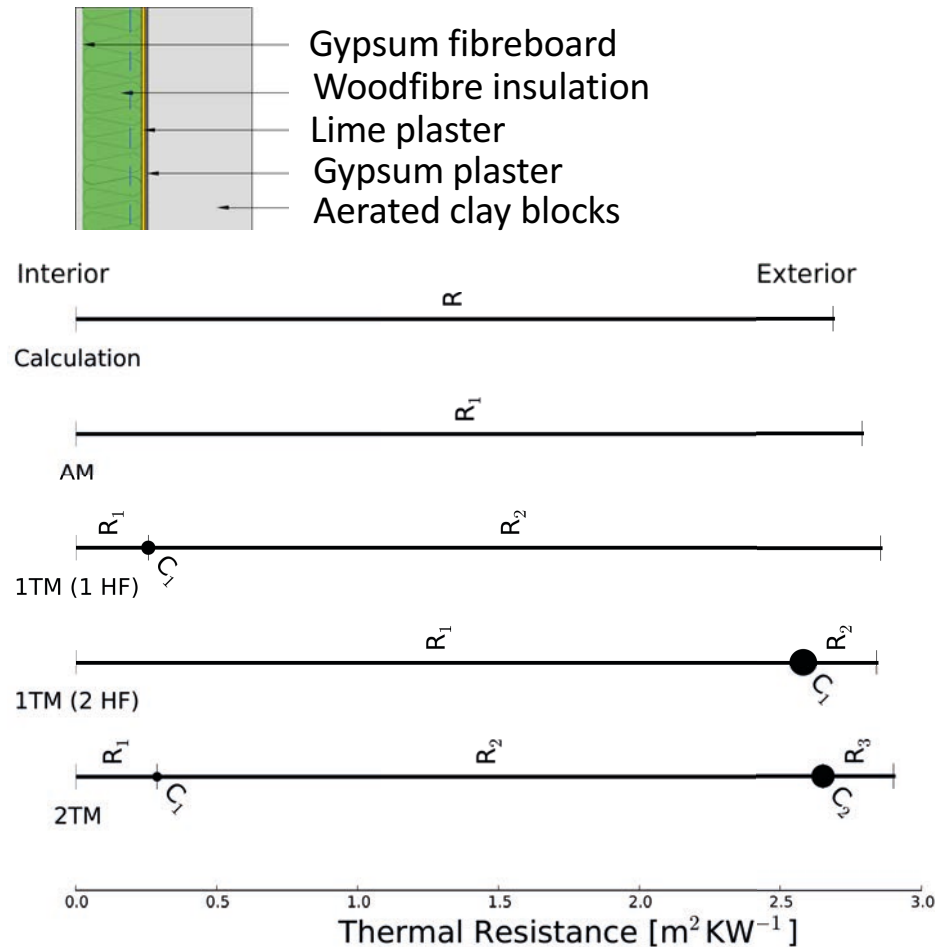 Gypsum fibreboard
Woodfibre insulation
Lime plaster
Gypsum plaster
Aerated clay blocks
Interior Exterior
R
Calculation
R₁
AM
R₁ R₂
C₁
1TM (1 HF)
R₁ R₂
C₁
1TM (2 HF)
R₁ R₂ R₃
C₁ C₂
2TM
0.0 0.5 1.0 1.5 2.0 2.5 3.0
Thermal Resistance [m² KW⁻¹]